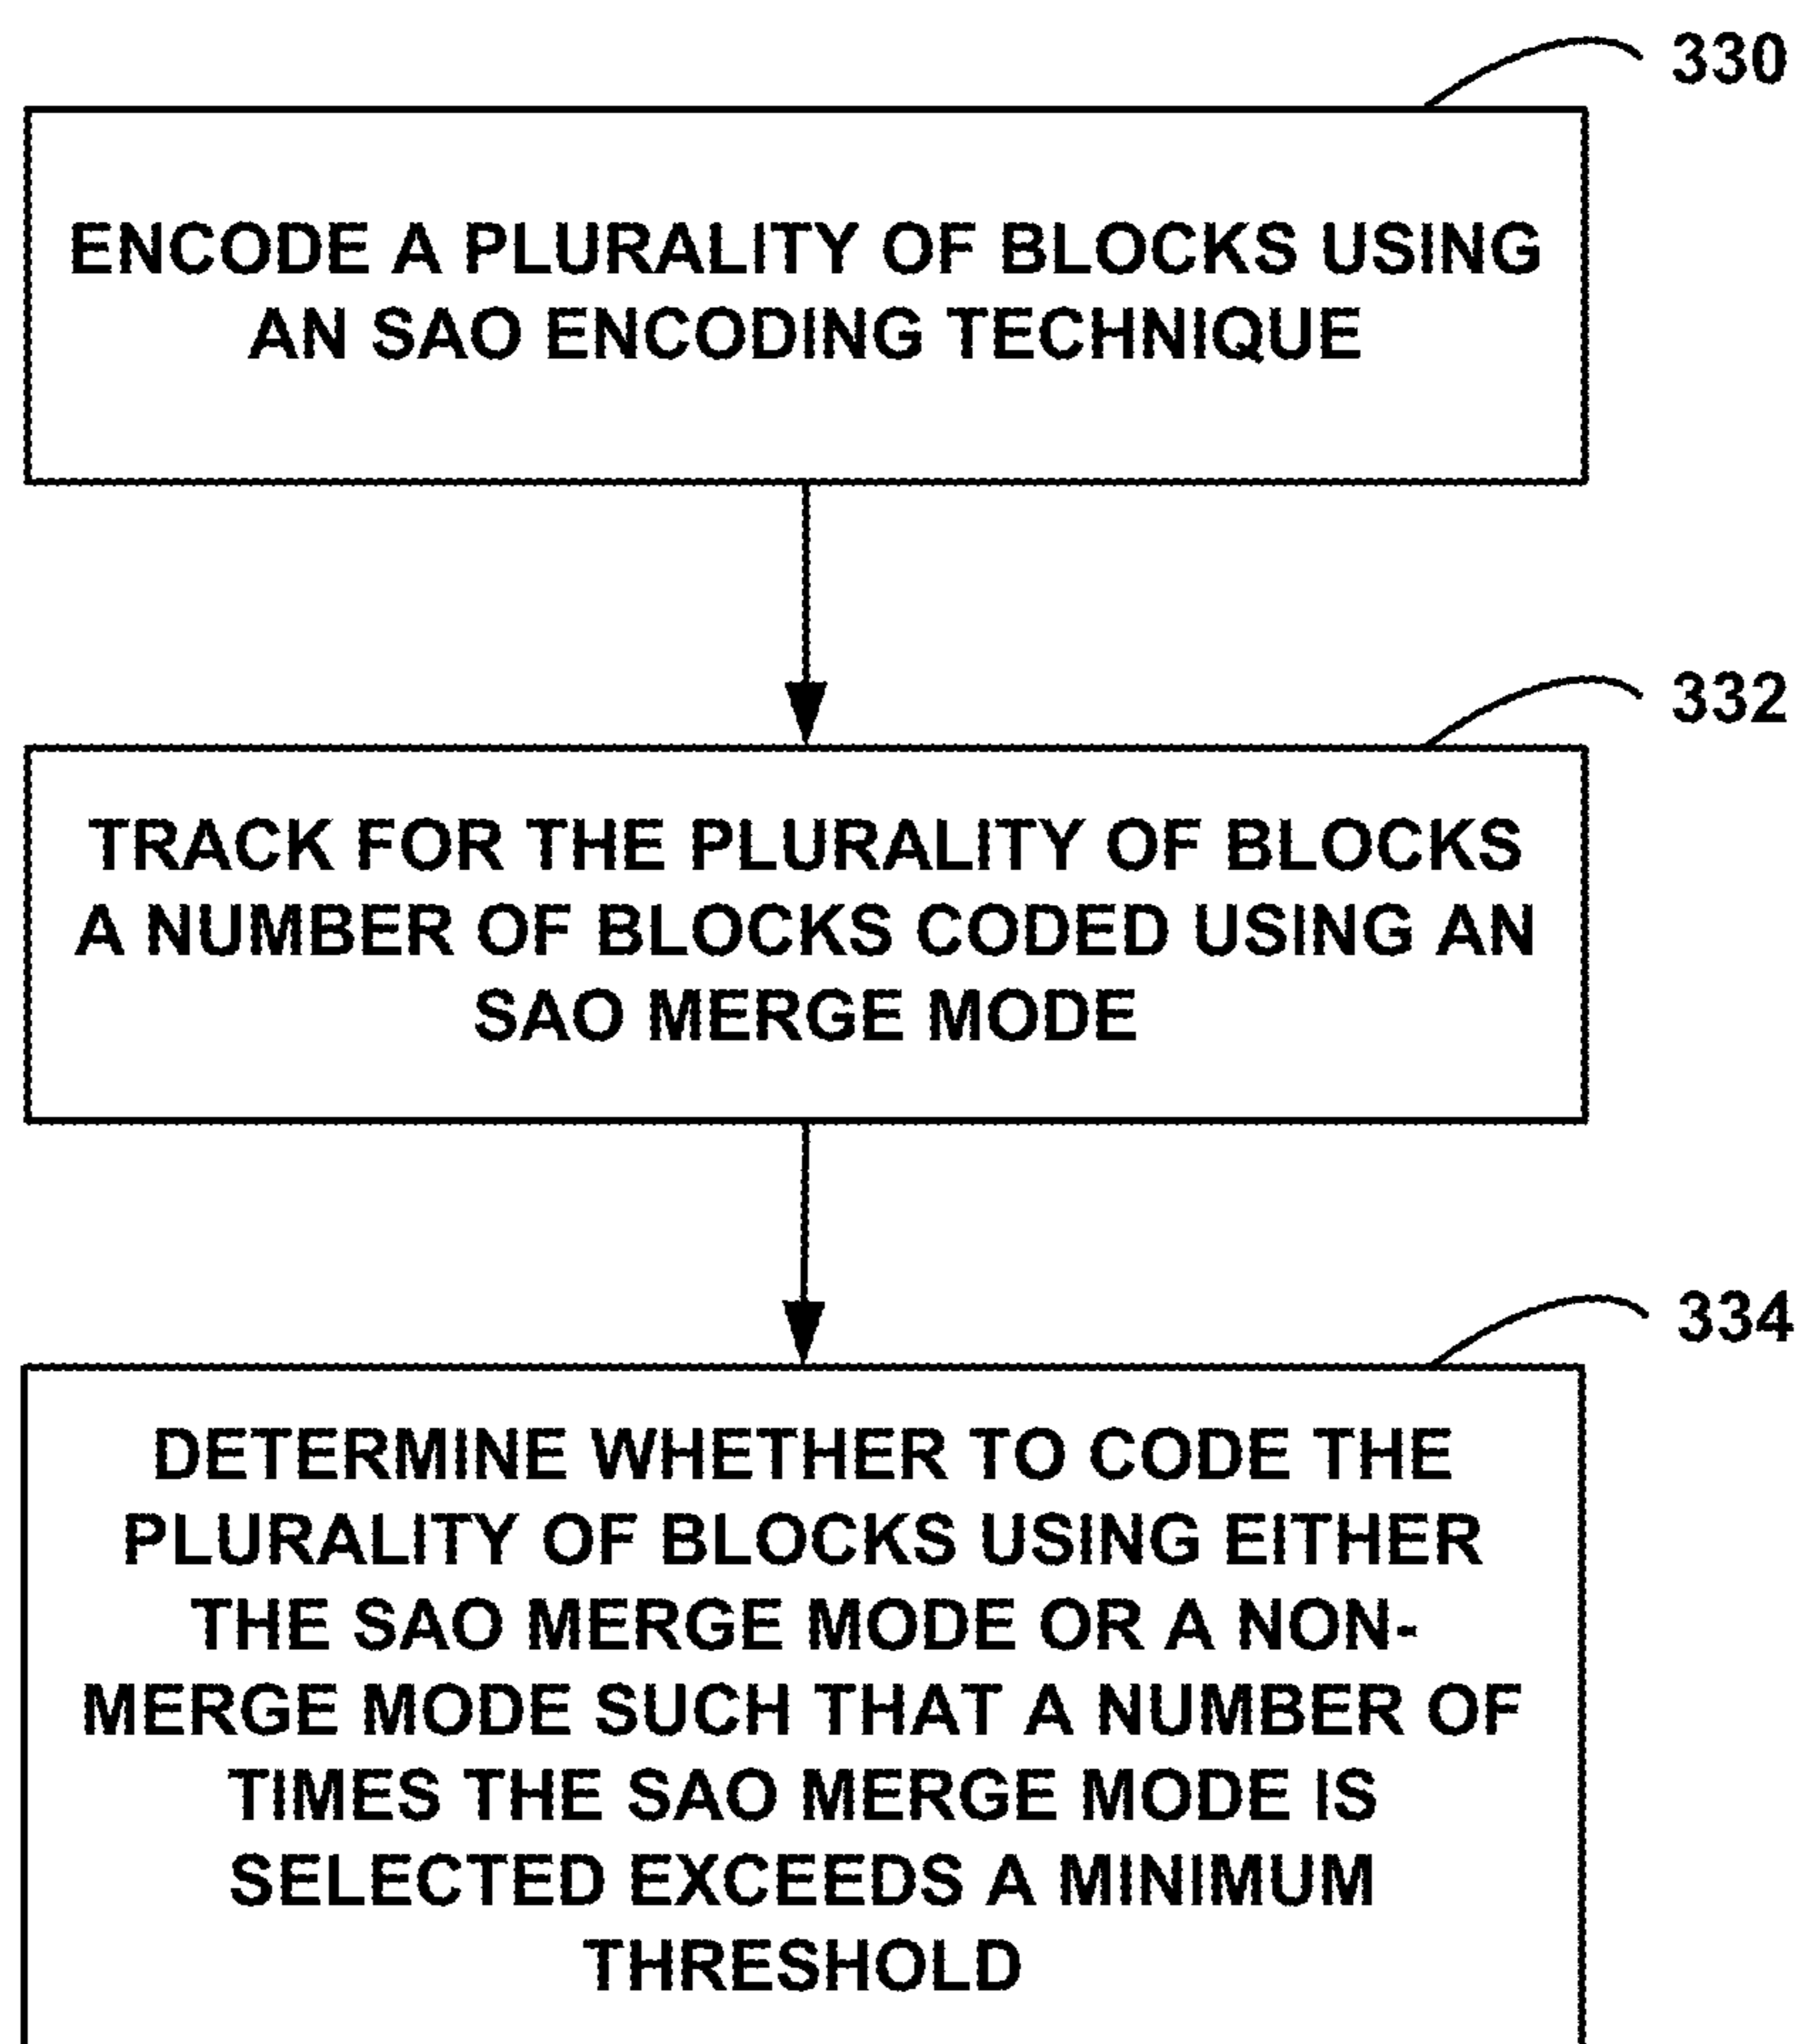 330
ENCODE A PLURALITY OF BLOCKS USING
AN SAO ENCODING TECHNIQUE
332
TRACK FOR THE PLURALITY OF BLOCKS
A NUMBER OF BLOCKS CODED USING AN
SAO MERGE MODE
334
DETERMINE WHETHER TO CODE THE
PLURALITY OF BLOCKS USING EITHER
THE SAO MERGE MODE OR A NON-
MERGE MODE SUCH THAT A NUMBER OF
TIMES THE SAO MERGE MODE IS
SELECTED EXCEEDS A MINIMUM
THRESHOLD